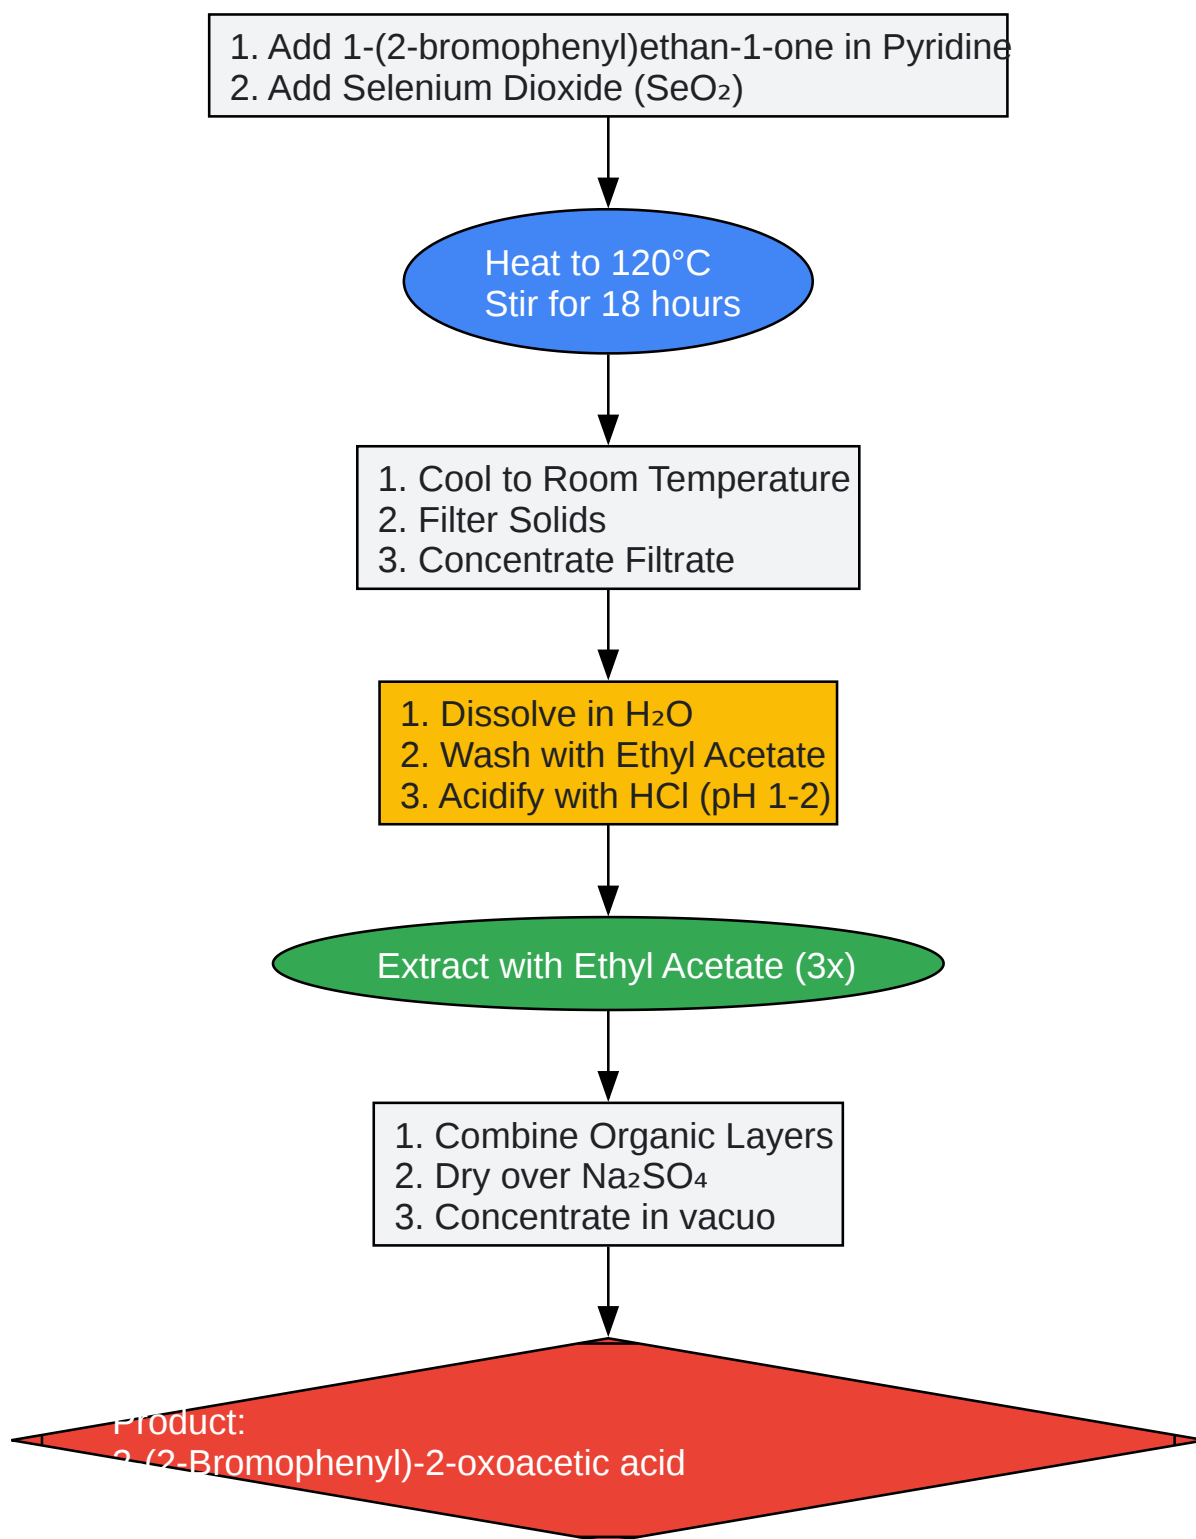 1. Add 1-(2-bromophenyl)ethan-1-one in Pyridine
2. Add Selenium Dioxide (SeO₂)
Heat to 120°C
Stir for 18 hours
1. Cool to Room Temperature
2. Filter Solids
3. Concentrate Filtrate
1. Dissolve in H₂O
2. Wash with Ethyl Acetate
3. Acidify with HCl (pH 1-2)
Extract with Ethyl Acetate (3x)
1. Combine Organic Layers
2. Dry over Na₂SO₄
3. Concentrate in vacuo
Product:
2-(2-Bromophenyl)-2-oxoacetic acid